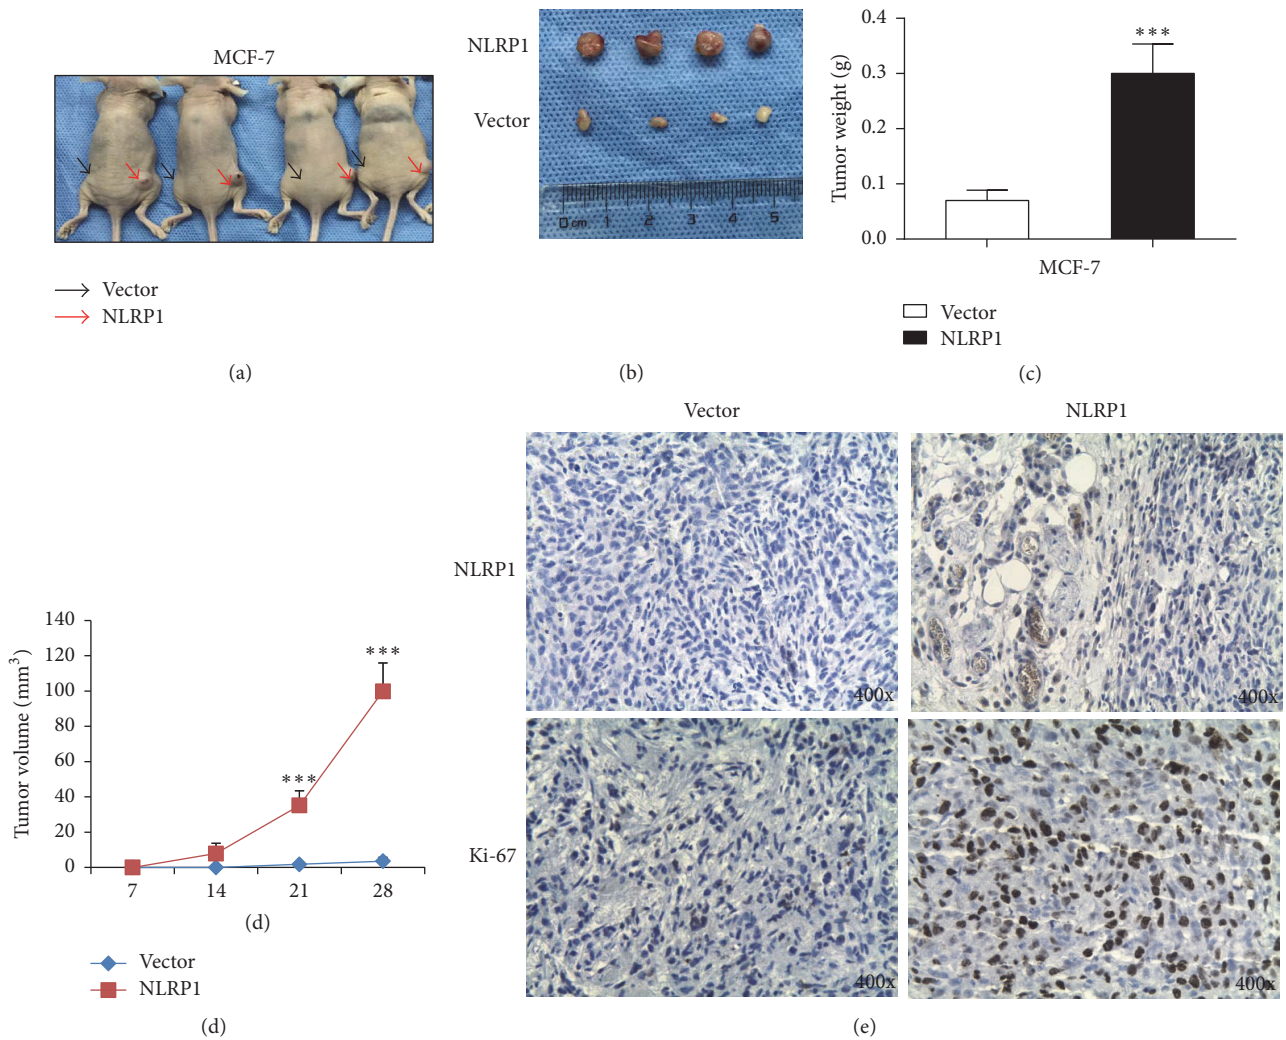 MCF-7
Vector
NLRP1
(a)
NLRP1
Vector
0 cm 1 2 3 4 5
(b)
Tumor weight (g)
0.4
0.3
0.2
0.1
0.0
***
MCF-7
Vector
NLRP1
(c)
Tumor volume (mm³)
140
120
100
80
60
40
20
0
***
***
7 14 21 28
(d)
Vector
NLRP1
(d)
Vector NLRP1
NLRP1
400x 400x
Ki-67
400x 400x
(e)